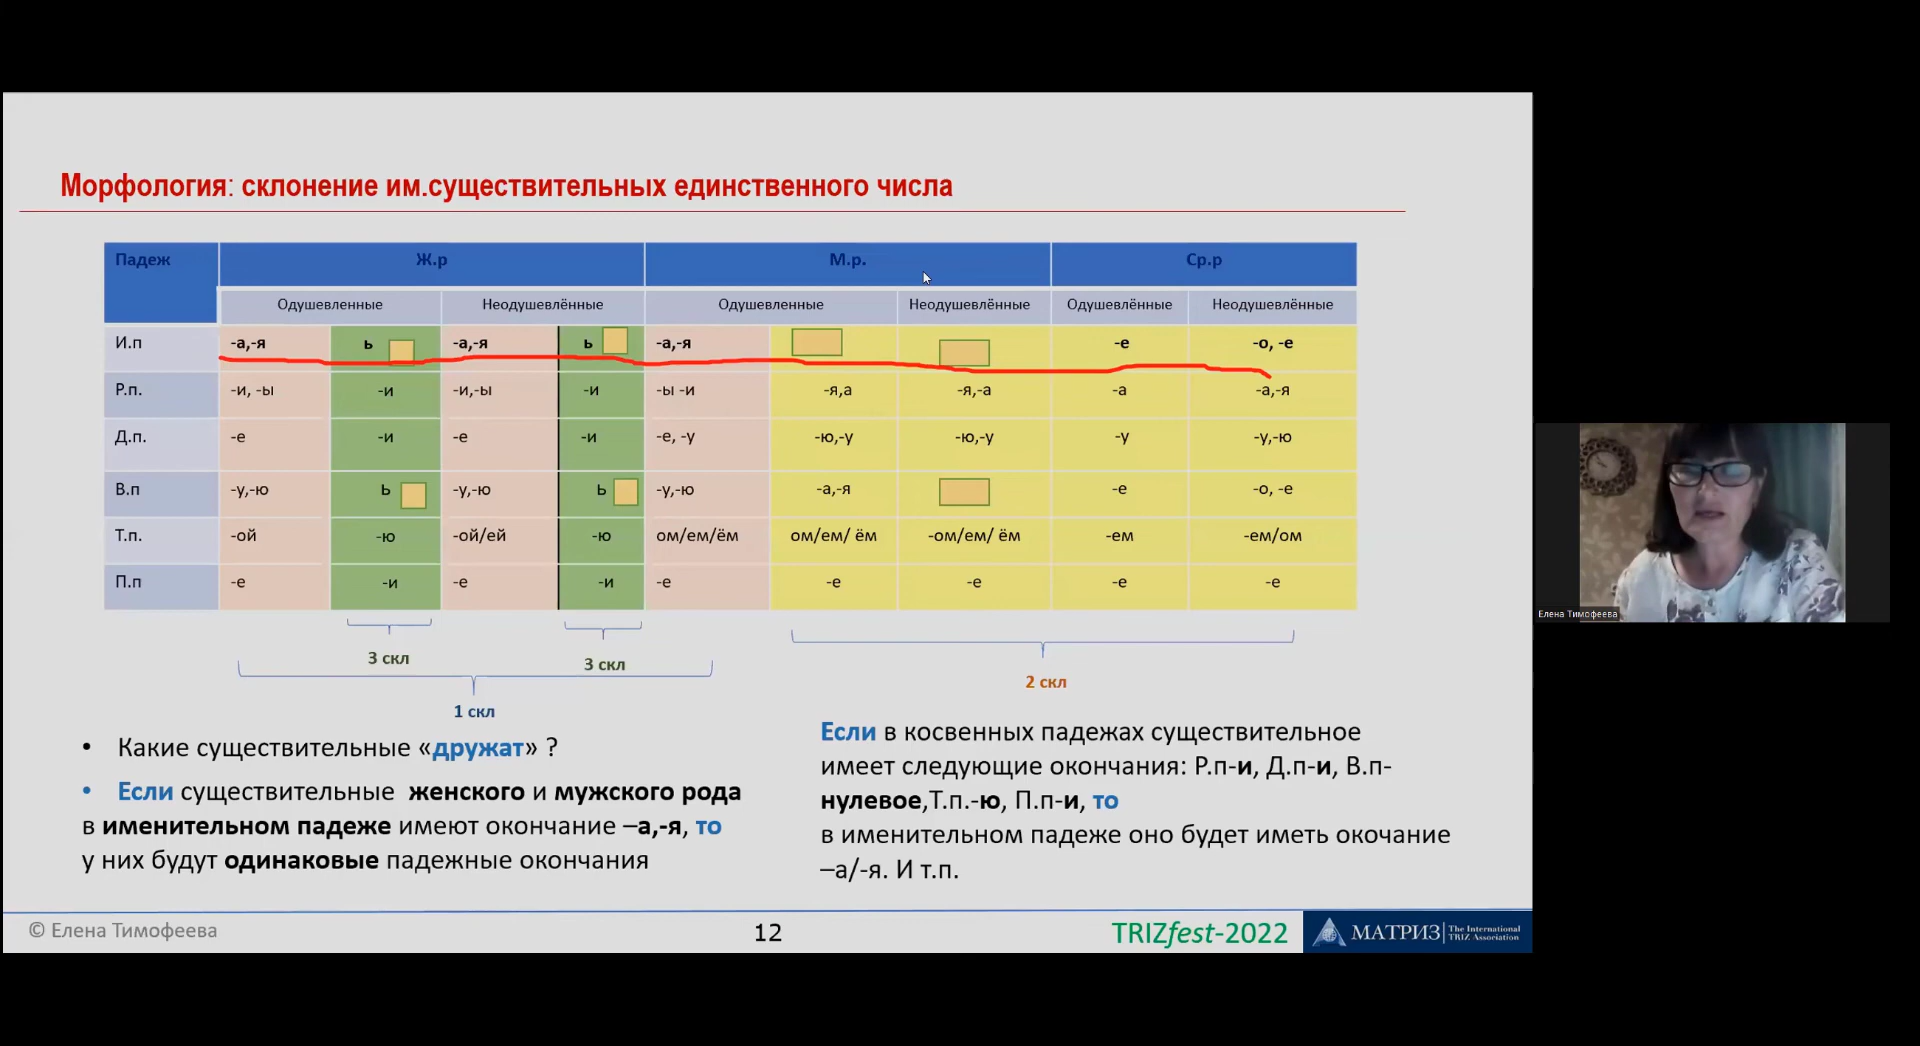 Морфология: склонение им.существительных единственного числа
Падеж Ж.р М.р. Ср.р
Одушевленные Неодушевлённые Одушевленные Неодушевлённые Одушевлённые Неодушевлённые
И.п -а,-я ь -а,-я ь -а,-я -е -о, -е
Р.п. -и, -ы -и -и,-ы -и -ы -и -я,а -я,-а -а -а,-я
Д.п. -е -и -е -и -е, -у -ю,-у -ю,-у -у -у,-ю
В.п -у,-ю Ь -у,-ю Ь -у,-ю -а,-я -е -о, -е
Т.п. -ой -ю -ой/ей -ю ом/ем/ём ом/ем/ ём -ом/ем/ ём -ем -ем/ом
П.п -е -и -е -и -е -е -е -е -е
3 скл 3 скл
2 скл
1 скл
• Какие существительные «дружат» ?
• Если существительные женского и мужского рода
в именительном падеже имеют окончание –а,-я, то
у них будут одинаковые падежные окончания
Если в косвенных падежах существительное
имеет следующие окончания: Р.п-и, Д.п-и, В.п-
нулевое,Т.п.-ю, П.п-и, то
в именительном падеже оно будет иметь окочание
–а/-я. И т.п.
© Елена Тимофеева 12 TRIZfest-2022 МАТРИЗ The International
TRIZ Association
Елена Тимофеева